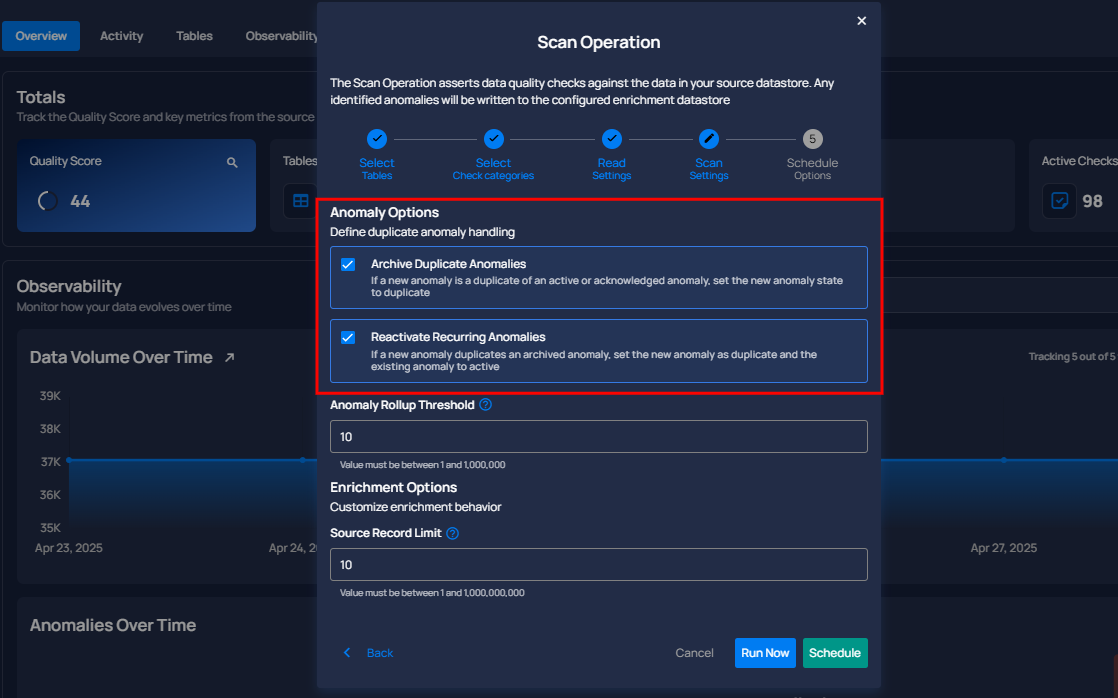 Overview
Activity
Tables
Observability
Totals
Track the Quality Score and key metrics from the source
Quality Score
44
Tables
Active Checks
98
Observability
Monitor how your data evolves over time
Data Volume Over Time
Tracking 5 out of 5
39K
38K
37K
36K
35K
Apr 23, 2025
Apr 24, 2
Apr 27, 2025
Anomalies Over Time
Scan Operation
The Scan Operation asserts data quality checks against the data in your source datastore. Any
identified anomalies will be written to the configured enrichment datastore
Select
Tables
Select
Check categories
Read
Settings
Scan
Settings
5
Schedule
Options
Anomaly Options
Define duplicate anomaly handling
Archive Duplicate Anomalies
If a new anomaly is a duplicate of an active or acknowledged anomaly, set the new anomaly state
to duplicate
Reactivate Recurring Anomalies
If a new anomaly duplicates an archived anomaly, set the new anomaly as duplicate and the
existing anomaly to active
Anomaly Rollup Threshold
10
Value must be between 1 and 1,000,000
Enrichment Options
Customize enrichment behavior
Source Record Limit
10
Value must be between 1 and 1,000,000,000
Back
Cancel
Run Now
Schedule